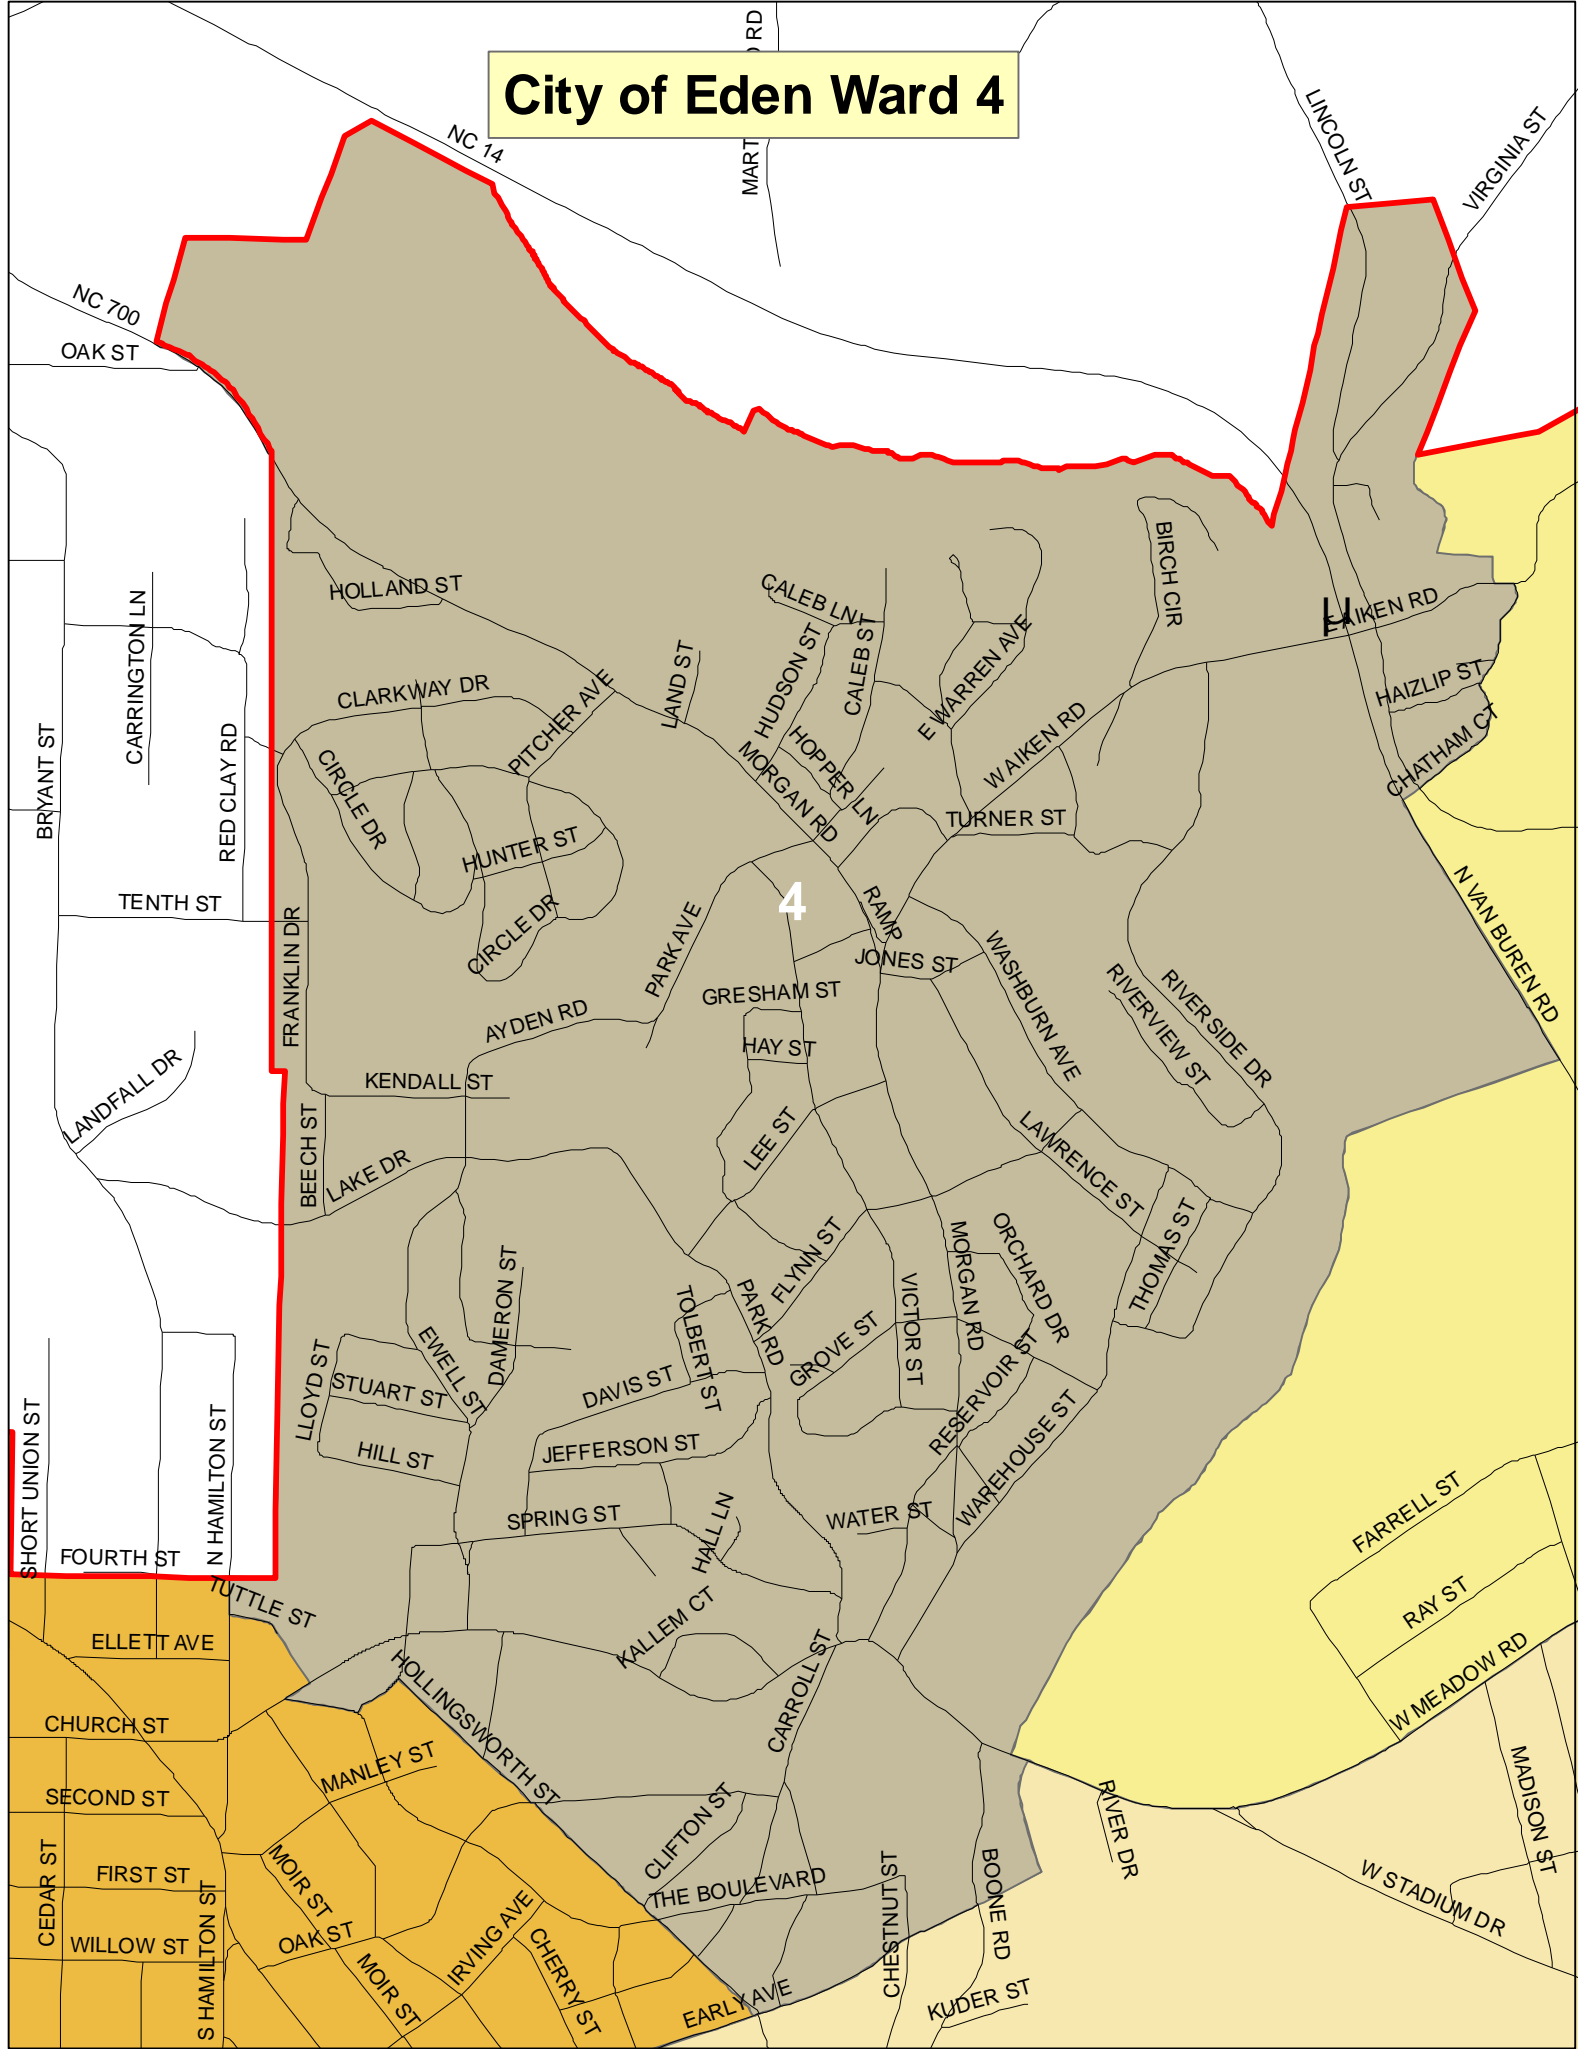 City of Eden Ward 4
NC 14
RD
MART
LINCOLN ST
VIRGINIA ST
NC 700
OAK ST
HOLLAND ST
CARRINGTON LN
CALEB LN
BIRCH CIR
E AIKEN RD
LAND ST
HUDSON ST
CALEB ST
E WARREN AVE
HAIZLIP ST
CLARKWAY DR
PITCHER AVE
CHATHAM CT
BRYANT ST
RED CLAY RD
CIRCLE DR
MORGAN RD
HOPPER LN
W AIKEN RD
TURNER ST
HUNTER ST
4
RAMP
TENTH ST
FRANKLIN DR
CIRCLE DR
PARK AVE
JONES ST
WASHBURN AVE
N VAN BUREN RD
GRESHAM ST
RIVERVIEW ST
RIVERSIDE DR
AYDEN RD
HAY ST
LANDFALL DR
KENDALL ST
BEECH ST
LEE ST
LAWRENCE ST
LAKE DR
THOMAS ST
DAMERON ST
FLYNN ST
ORCHARD DR
MORGAN RD
TOLBERT ST
PARK RD
VICTOR ST
LLOYD ST
EWELL ST
GROVE ST
STUART ST
DAVIS ST
RESERVOIR ST
SHORT UNION ST
N HAMILTON ST
HILL ST
JEFFERSON ST
WAREHOUSE ST
FARRELL ST
SPRING ST
HALL LN
WATER ST
FOURTH ST
TUTTLE ST
RAY ST
ELLETT AVE
KALLEM CT
HOLLINGSWORTH ST
CARROLL ST
W MEADOW RD
CHURCH ST
MANLEY ST
SECOND ST
CLIFTON ST
RIVER DR
MADISON ST
CEDAR ST
FIRST ST
MOIR ST
THE BOULEVARD
BOONE RD
W STADIUM DR
S HAMILTON ST
CHESTNUT ST
WILLOW ST
OAK ST
IRVING AVE
CHERRY ST
MOIR ST
EARLY AVE
KUDER ST